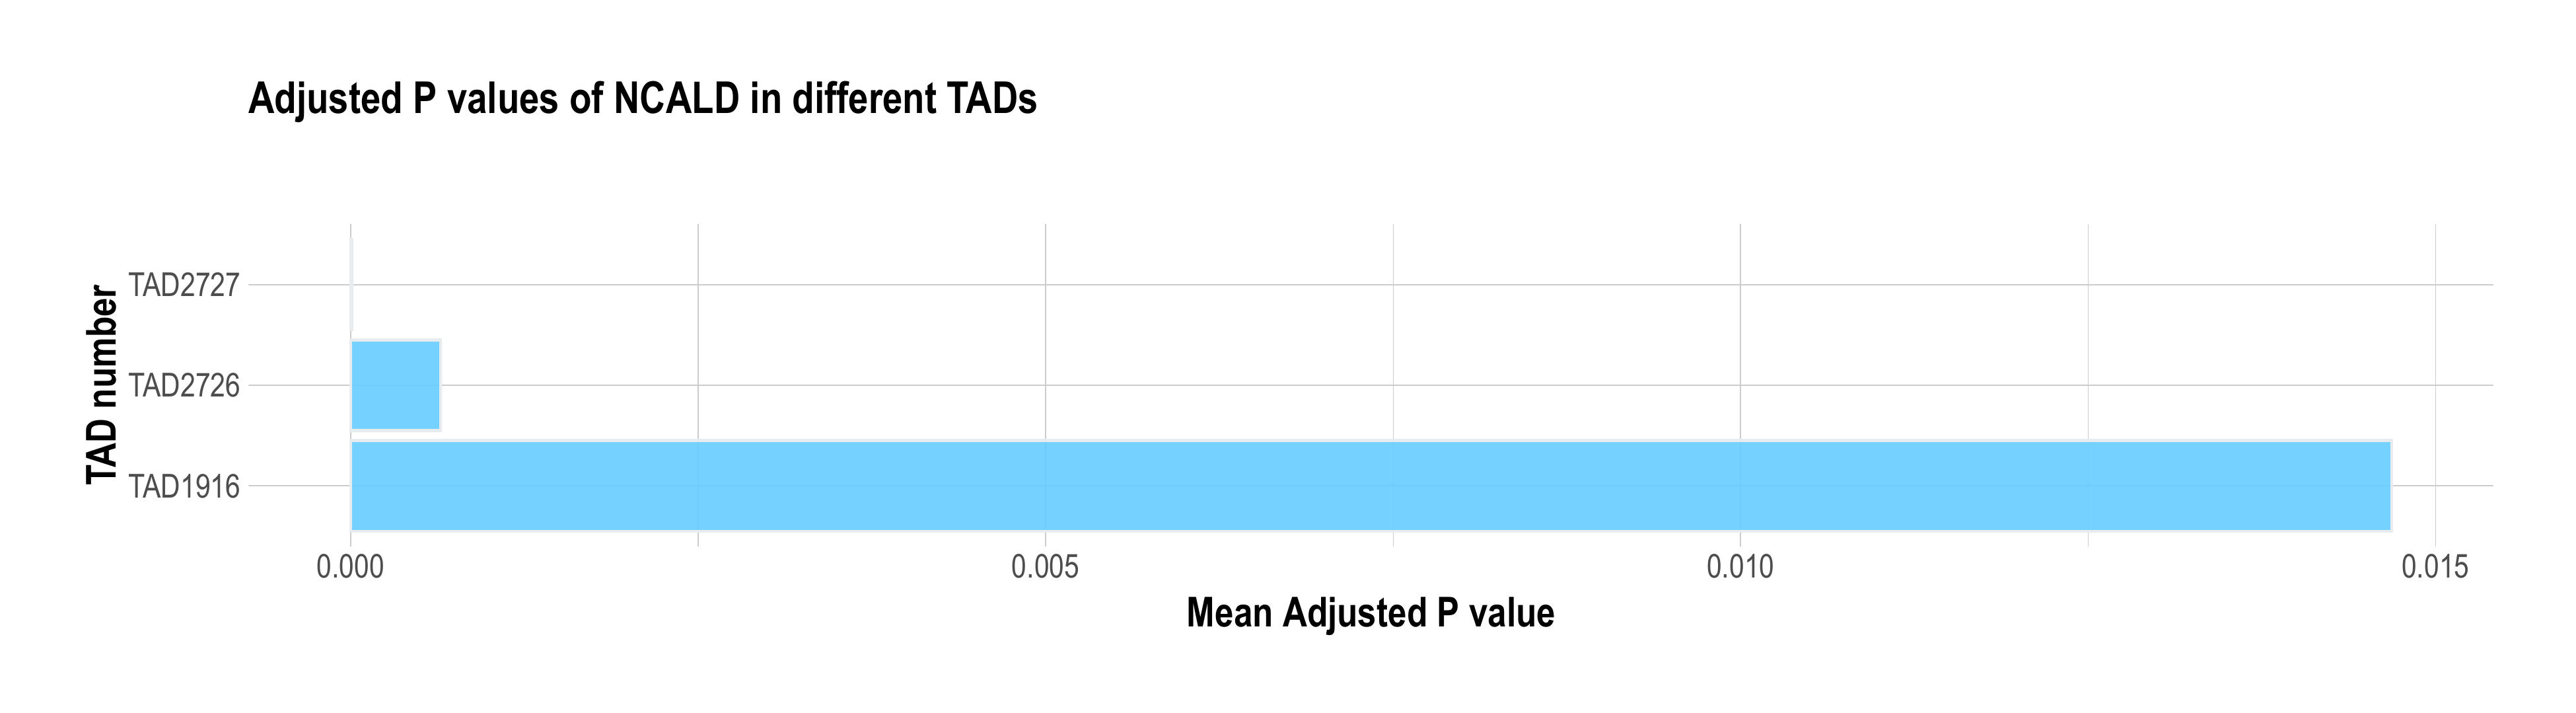 Adjusted P values of NCALD in different TADs
TAD number
TAD2727
TAD2726
TAD1916
0.000 0.005 0.010 0.015
Mean Adjusted P value